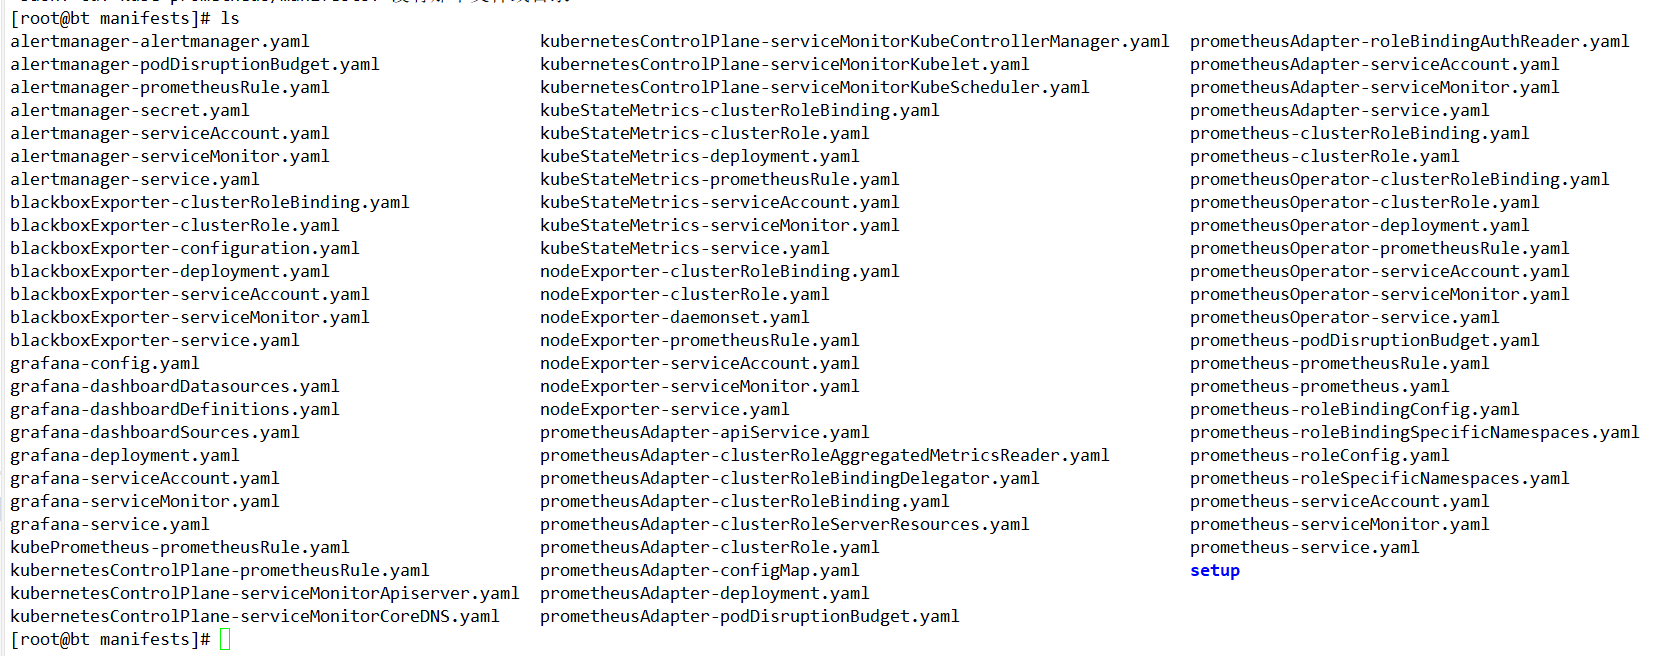 [root@bt manifests]# ls
alertmanager-alertmanager.yaml kubernetesControlPlane-serviceMonitorKubeControllerManager.yaml prometheusAdapter-roleBindingAuthReader.yaml
alertmanager-podDisruptionBudget.yaml kubernetesControlPlane-serviceMonitorKubelet.yaml prometheusAdapter-serviceAccount.yaml
alertmanager-prometheusRule.yaml kubernetesControlPlane-serviceMonitorKubeScheduler.yaml prometheusAdapter-serviceMonitor.yaml
alertmanager-secret.yaml kubeStateMetrics-clusterRoleBinding.yaml prometheusAdapter-service.yaml
alertmanager-serviceAccount.yaml kubeStateMetrics-clusterRole.yaml prometheus-clusterRoleBinding.yaml
alertmanager-serviceMonitor.yaml kubeStateMetrics-deployment.yaml prometheus-clusterRole.yaml
alertmanager-service.yaml kubeStateMetrics-prometheusRule.yaml prometheusOperator-clusterRoleBinding.yaml
blackboxExporter-clusterRoleBinding.yaml kubeStateMetrics-serviceAccount.yaml prometheusOperator-clusterRole.yaml
blackboxExporter-clusterRole.yaml kubeStateMetrics-serviceMonitor.yaml prometheusOperator-deployment.yaml
blackboxExporter-configuration.yaml kubeStateMetrics-service.yaml prometheusOperator-prometheusRule.yaml
blackboxExporter-deployment.yaml nodeExporter-clusterRoleBinding.yaml prometheusOperator-serviceAccount.yaml
blackboxExporter-serviceAccount.yaml nodeExporter-clusterRole.yaml prometheusOperator-serviceMonitor.yaml
blackboxExporter-serviceMonitor.yaml nodeExporter-daemonset.yaml prometheusOperator-service.yaml
blackboxExporter-service.yaml nodeExporter-prometheusRule.yaml prometheus-podDisruptionBudget.yaml
grafana-config.yaml nodeExporter-serviceAccount.yaml prometheus-prometheusRule.yaml
grafana-dashboardDatasources.yaml nodeExporter-serviceMonitor.yaml prometheus-prometheus.yaml
grafana-dashboardDefinitions.yaml nodeExporter-service.yaml prometheus-roleBindingConfig.yaml
grafana-dashboardSources.yaml prometheusAdapter-apiService.yaml prometheus-roleBindingSpecificNamespaces.yaml
grafana-deployment.yaml prometheusAdapter-clusterRoleAggregatedMetricsReader.yaml prometheus-roleConfig.yaml
grafana-serviceAccount.yaml prometheusAdapter-clusterRoleBindingDelegator.yaml prometheus-roleSpecificNamespaces.yaml
grafana-serviceMonitor.yaml prometheusAdapter-clusterRoleBinding.yaml prometheus-serviceAccount.yaml
grafana-service.yaml prometheusAdapter-clusterRoleServerResources.yaml prometheus-serviceMonitor.yaml
kubePrometheus-prometheusRule.yaml prometheusAdapter-clusterRole.yaml prometheus-service.yaml
kubernetesControlPlane-prometheusRule.yaml prometheusAdapter-configMap.yaml setup
kubernetesControlPlane-serviceMonitorApiserver.yaml prometheusAdapter-deployment.yaml
kubernetesControlPlane-serviceMonitorCoreDNS.yaml prometheusAdapter-podDisruptionBudget.yaml
[root@bt manifests]#